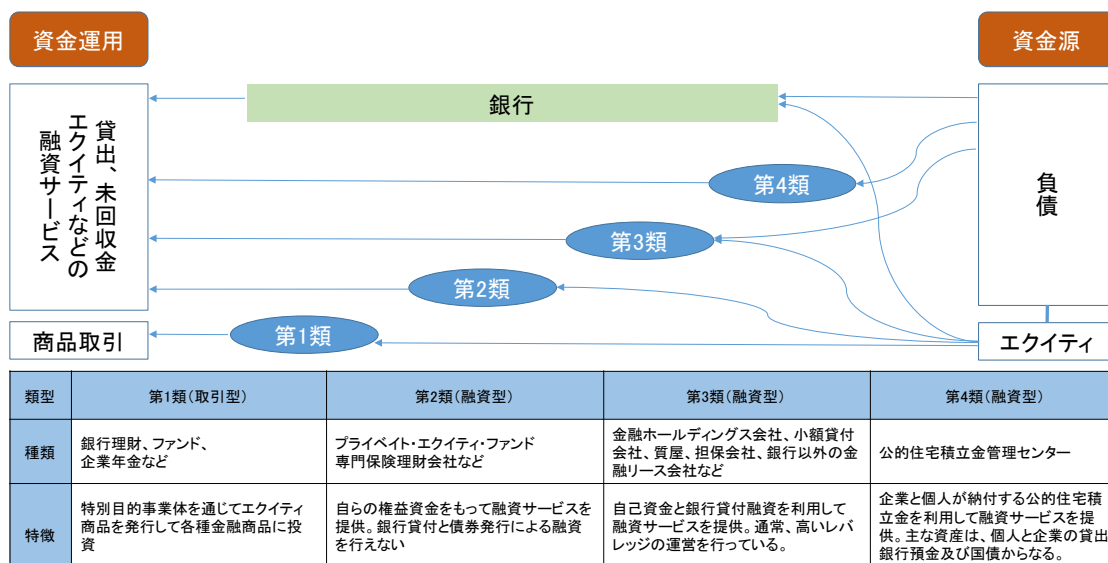 資金運用
資金源
貸出、未回収金
エクイティなどの
融資サービス
銀行
負債
第4類
第3類
第2類
第1類
商品取引
エクイティ
類型
第1類(取引型)
第2類(融資型)
第3類(融資型)
第4類(融資型)
種類
銀行理財、ファンド、
企業年金など
プライベイト・エクイティ・ファンド
専門保険理財会社など
金融ホールディングス会社、小額貸付
会社、質屋、担保会社、銀行以外の金
融リース会社など
公的住宅積立金管理センター
特徴
特別目的事業体を通じてエクイティ
商品を発行して各種金融商品に投
資
自らの権益資金をもって融資サービスを
提供。銀行貸付と債券発行による融資
を行えない
自己資金と銀行貸付融資を利用して
融資サービスを提供。通常、高いレバ
レッジの運営を行っている。
企業と個人が納付する公的住宅積
立金を利用して融資サービスを提
供。主な資産は、個人と企業の貸出
銀行預金及び国債からなる。